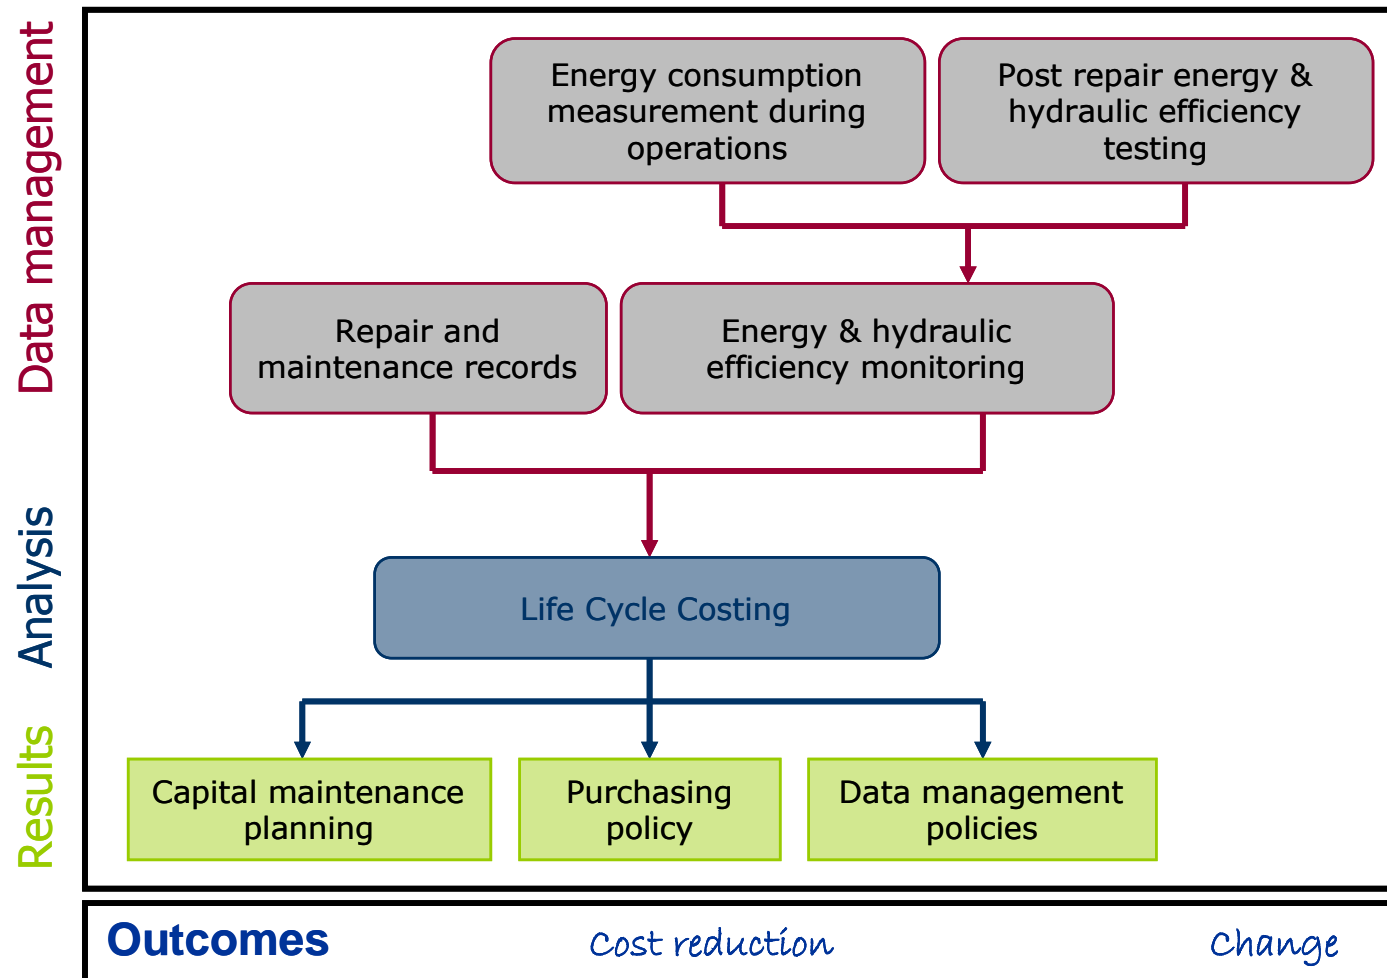 Data management
Energy consumption
measurement during
operations
Post repair energy &
hydraulic efficiency
testing
Repair and
maintenance records
Energy & hydraulic
efficiency monitoring
Analysis
Life Cycle Costing
Results
Capital maintenance
planning
Purchasing
policy
Data management
policies
Outcomes
Cost reduction
Change